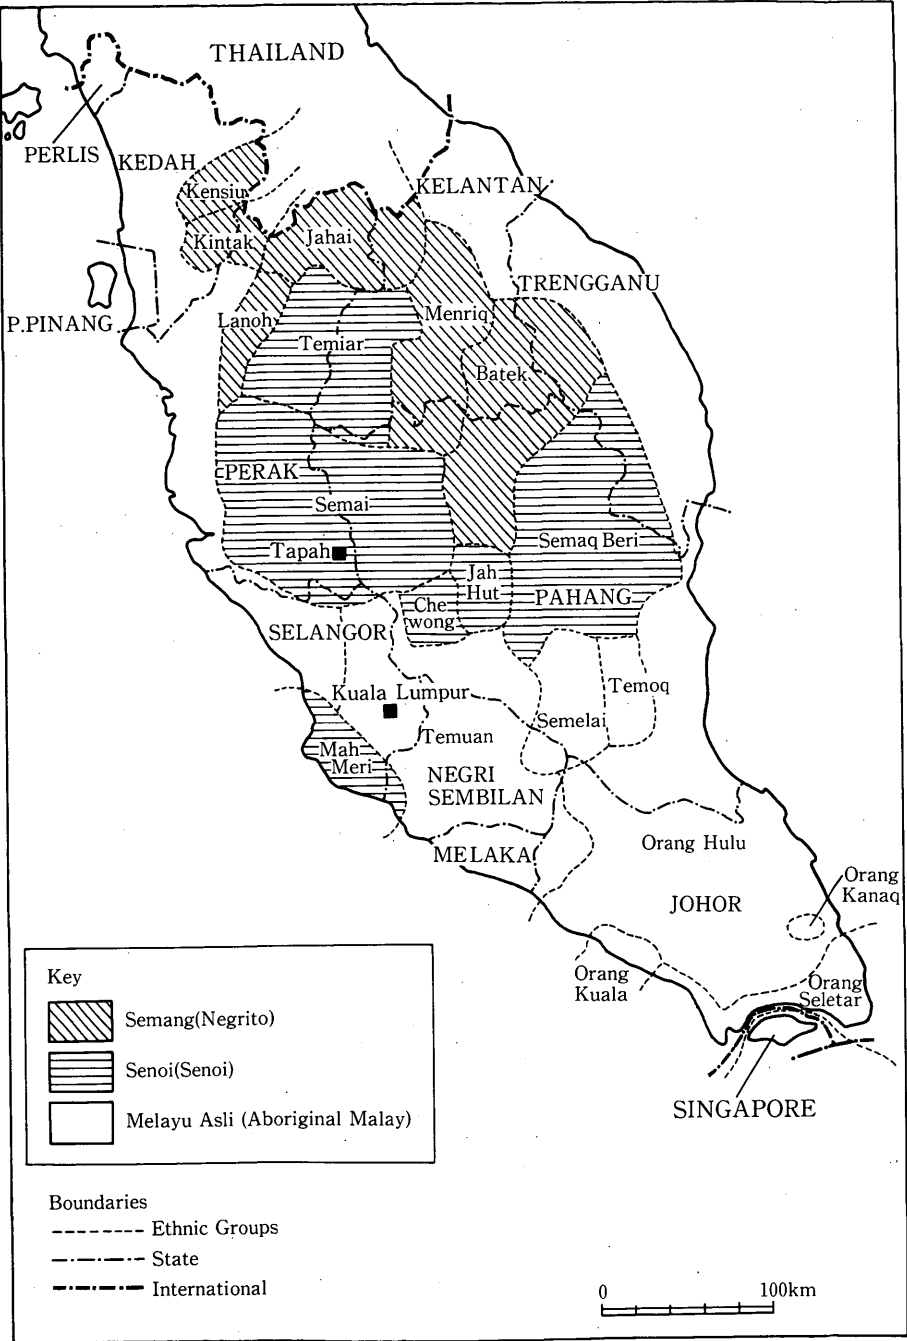 THAILAND
PERLIS
KEDAH
Kensiu
KELANTAN
Kintak
Jahai
TRENGGANU
P.PINANG
Lanoh
Menriq
Temiar
Batek
PERAK
Semai
Tapah
Semaq Beri
Jah
Hut
PAHANG
Che
wong
SELANGOR
Temoq
Kuala Lumpur
Semelai
Temuan
Mah
Meri
NEGRI
SEMBILAN
Orang Hulu
MELAKA
Orang
Kanaq
JOHOR
Orang
Kuala
Orang
Seletar
SINGAPORE
Key
Semang(Negrito)
Senoi(Senoi)
Melayu Asli (Aboriginal Malay)
Boundaries
Ethnic Groups
State
International
0
100km